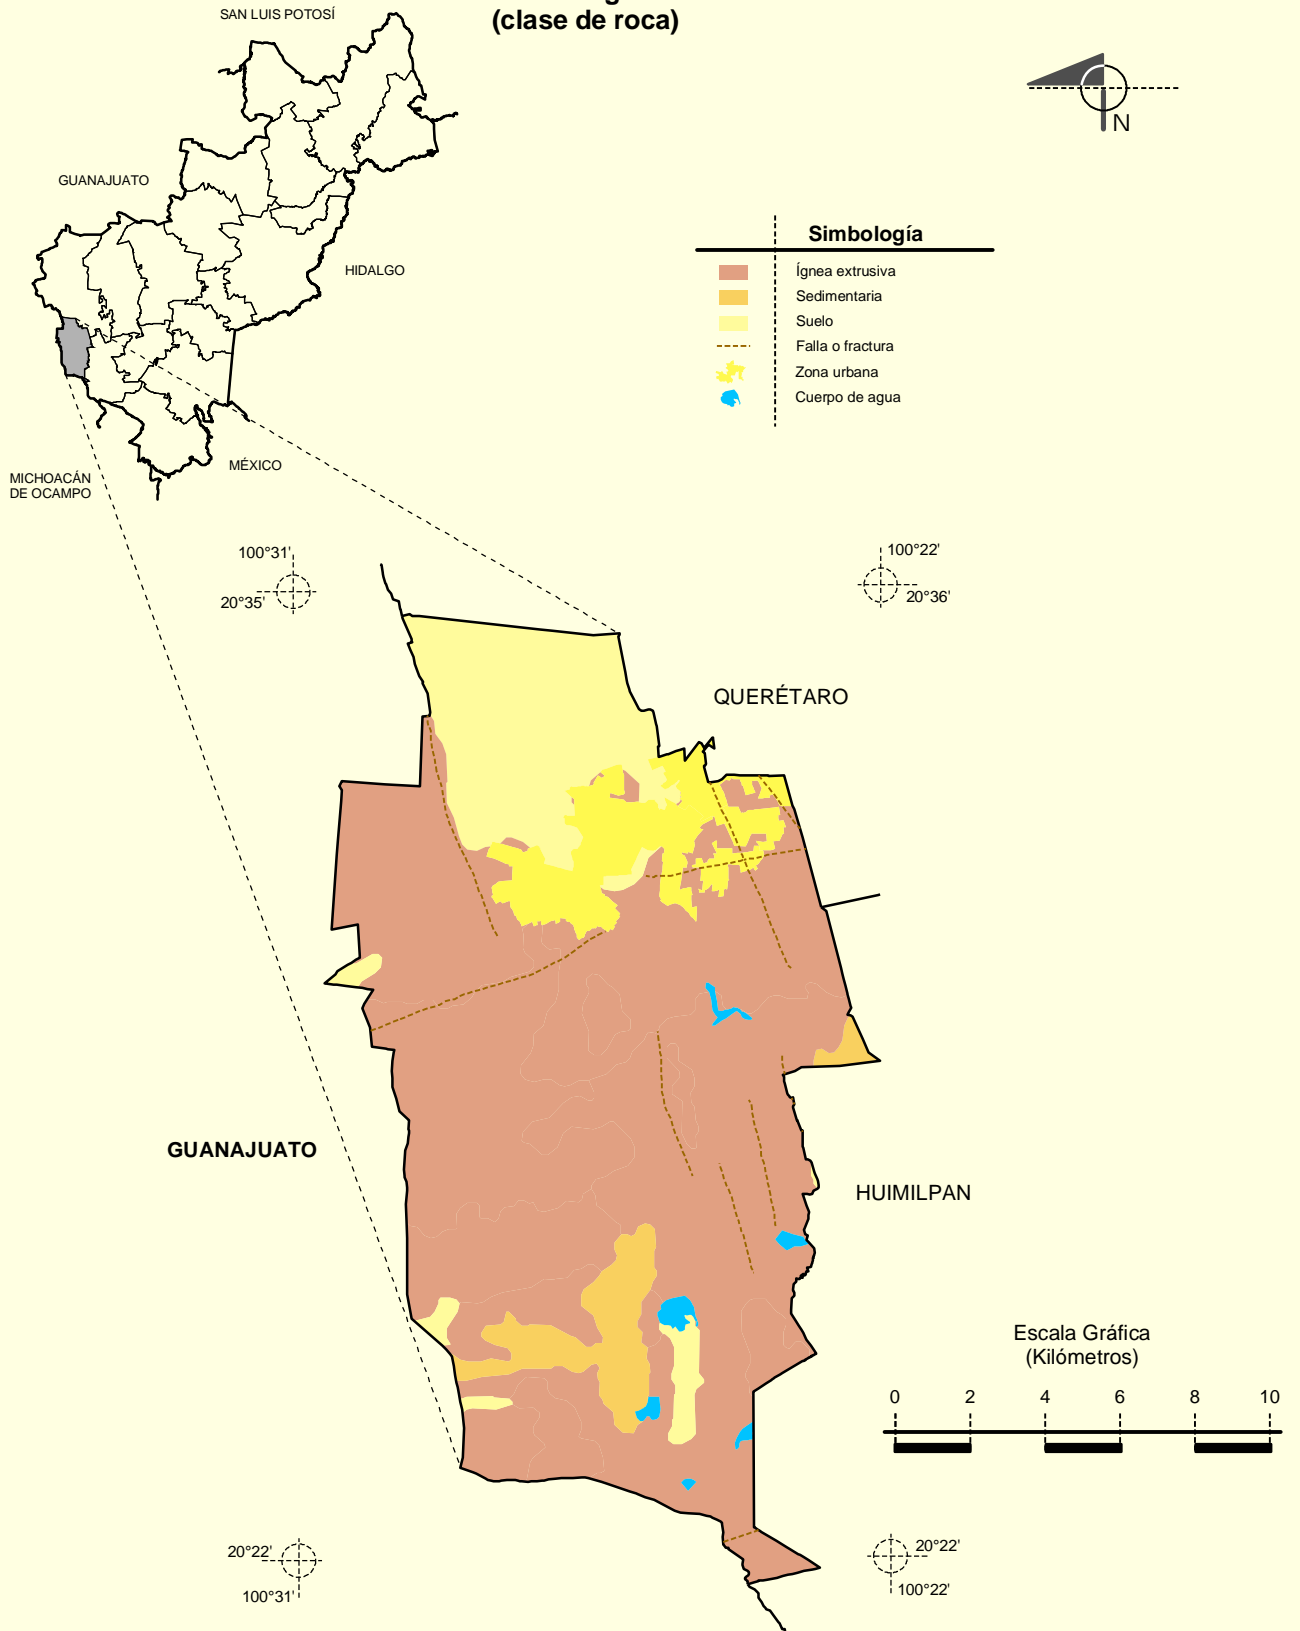 (clase de roca)
SAN LUIS POTOSÍ
GUANAJUATO
HIDALGO
MÉXICO
MICHOACÁN
DE OCAMPO
N
Simbología
Ígnea extrusiva
Sedimentaria
Suelo
Falla o fractura
Zona urbana
Cuerpo de agua
100°31'
20°35'
100°22'
20°36'
QUERÉTARO
GUANAJUATO
HUIMILPAN
Escala Gráfica
(Kilómetros)
0 2 4 6 8 10
20°22'
100°31'
20°22'
100°22'